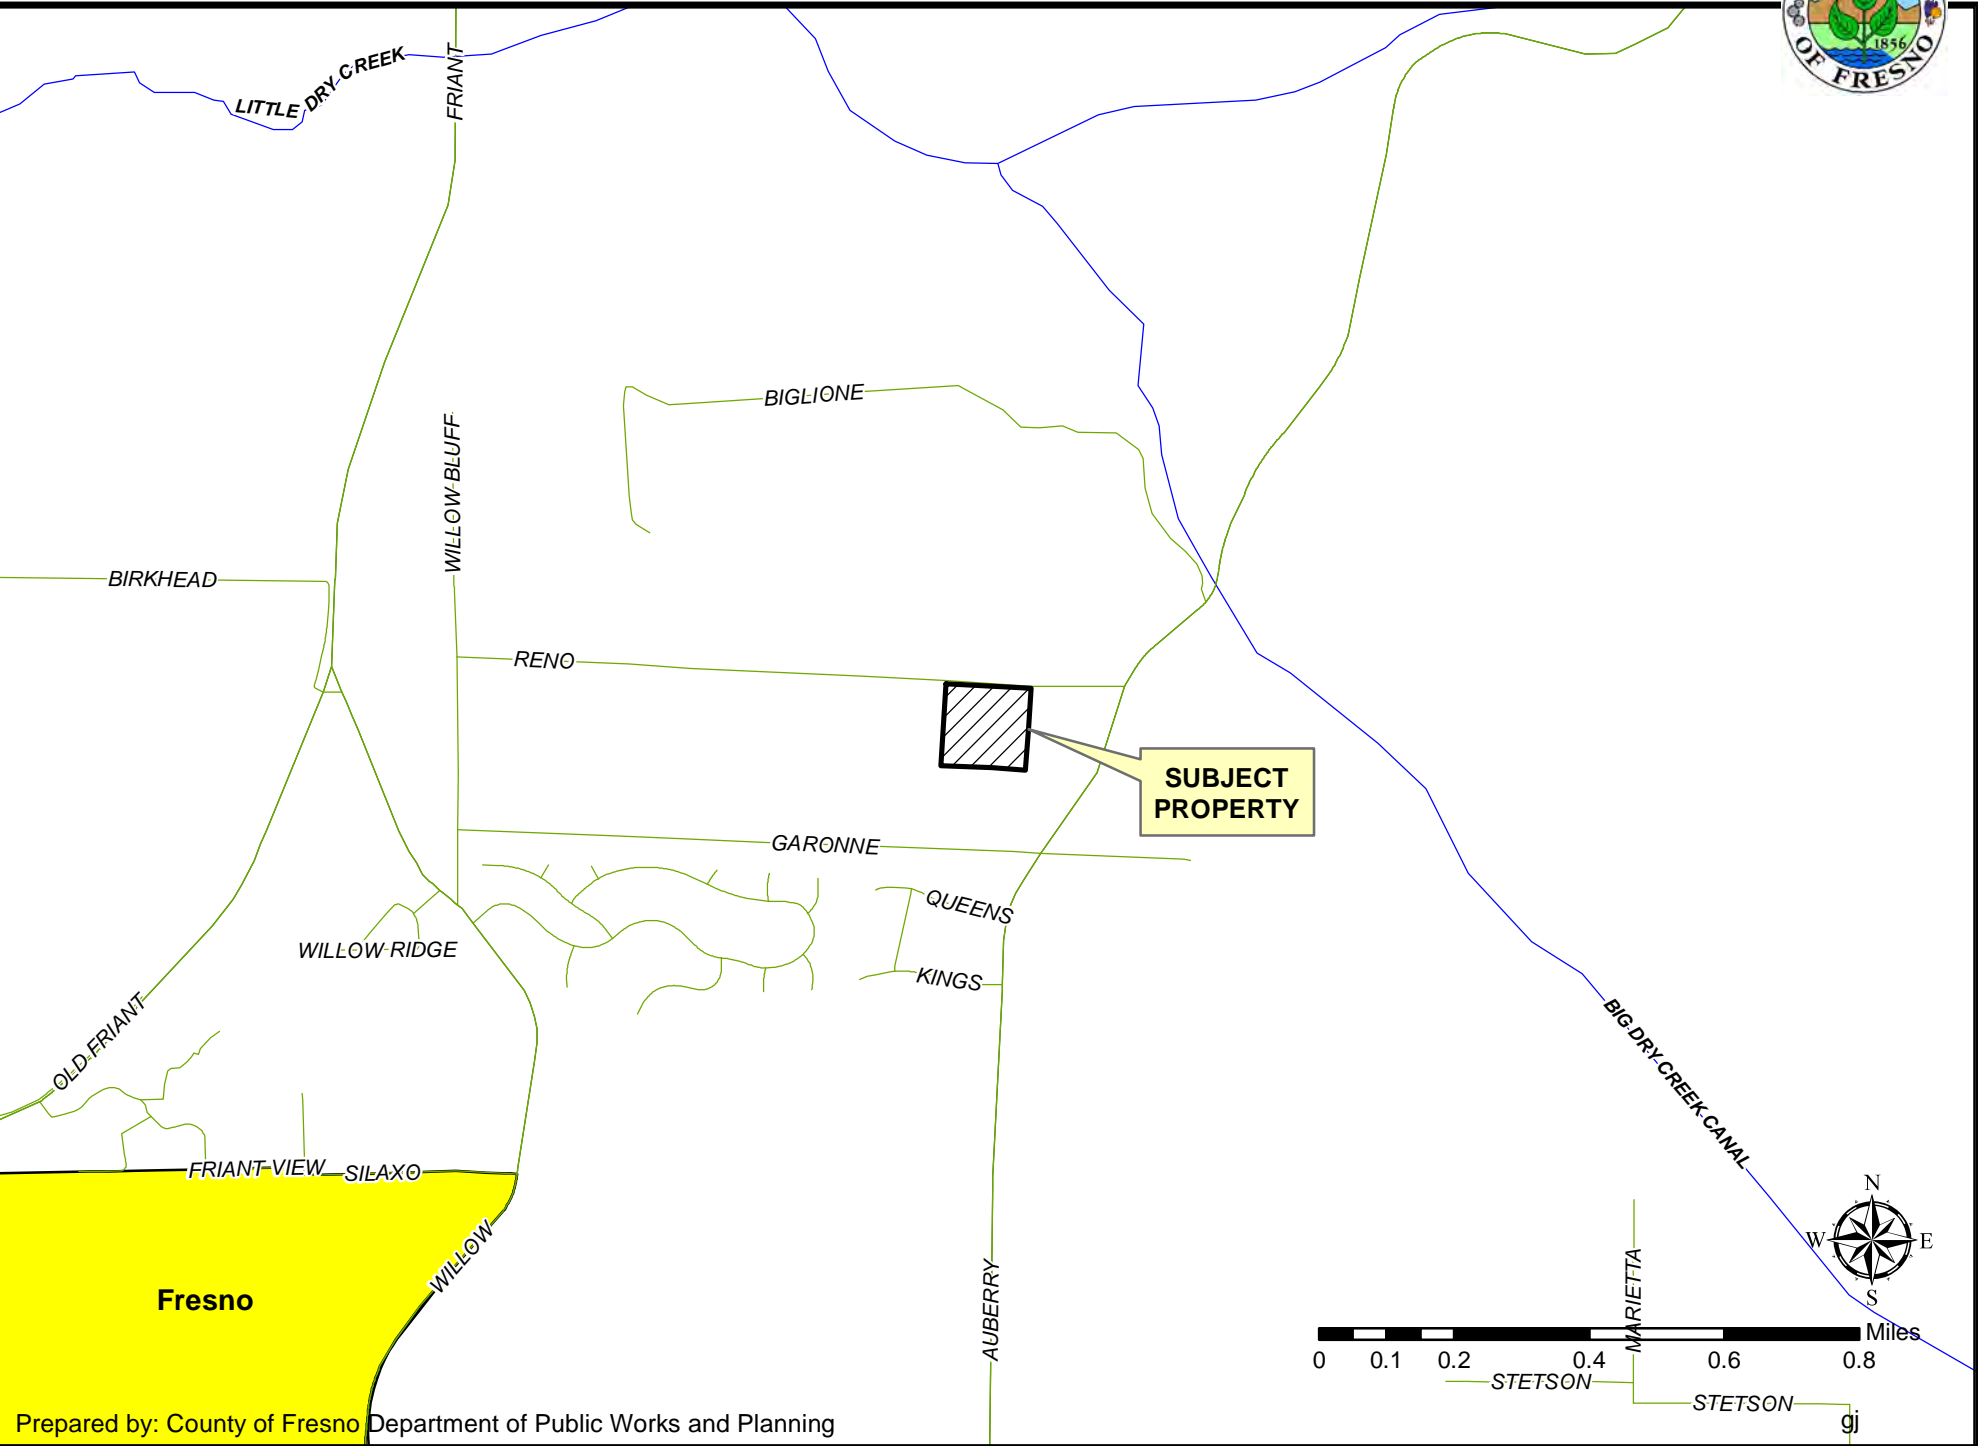 1856
OF FRESNO
LITTLE DRY CREEK
FRIANT
BIGLIONE
WILLOW BLUFF
BIRKHEAD
RENO
SUBJECT
PROPERTY
GARONNE
QUEENS
WILLOW RIDGE
KINGS
OLD FRIANT
BIG DRY CREEK CANAL
FRIANT VIEW
SILAXO
N
W
E
S
WILLOW
Fresno
AUBERRY
MARIETTA
Miles
0 0.1 0.2 0.4 0.6 0.8
STETSON
STETSON
Prepared by: County of Fresno Department of Public Works and Planning
gj